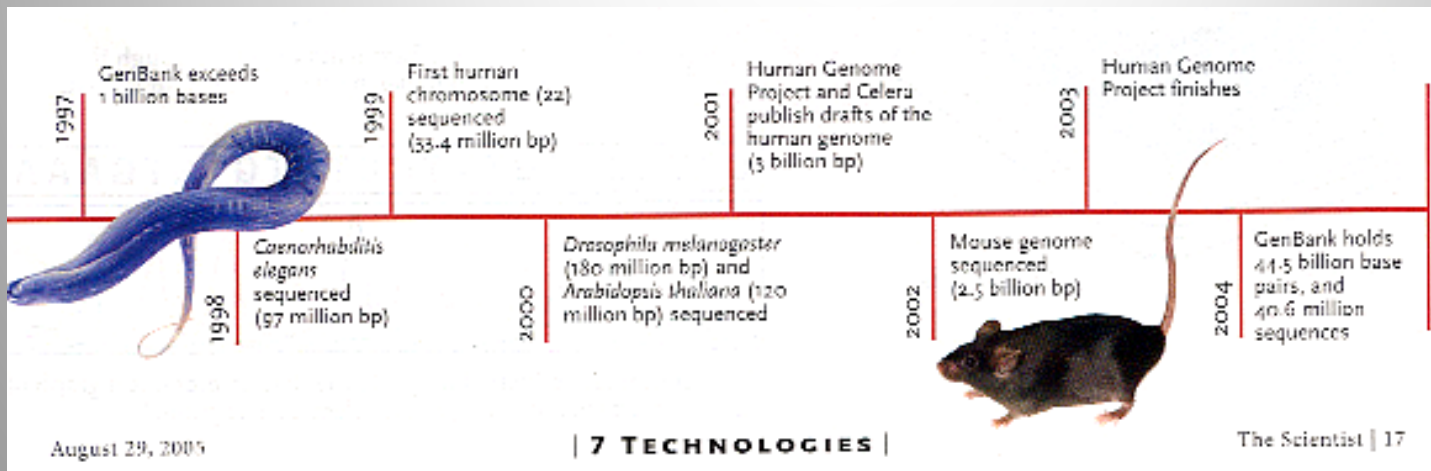 1997
GenBank exceeds
1 billion bases
1998
Caenorhabditis
elegans
sequenced
(97 million bp)
1999
First human
chromosome (22)
sequenced
(33.4 million bp)
2000
Drosophila melanogaster
(180 million bp) and
Arabidopsis thaliana (120
million bp) sequenced
2001
Human Genome
Project and Celera
publish drafts of the
human genome
(3 billion bp)
2002
Mouse genome
sequenced
(2.5 billion bp)
2003
Human Genome
Project finishes
2004
GenBank holds
44.5 billion base
pairs, and
40.6 million
sequences
August 29, 2005
| 7 TECHNOLOGIES |
The Scientist | 17